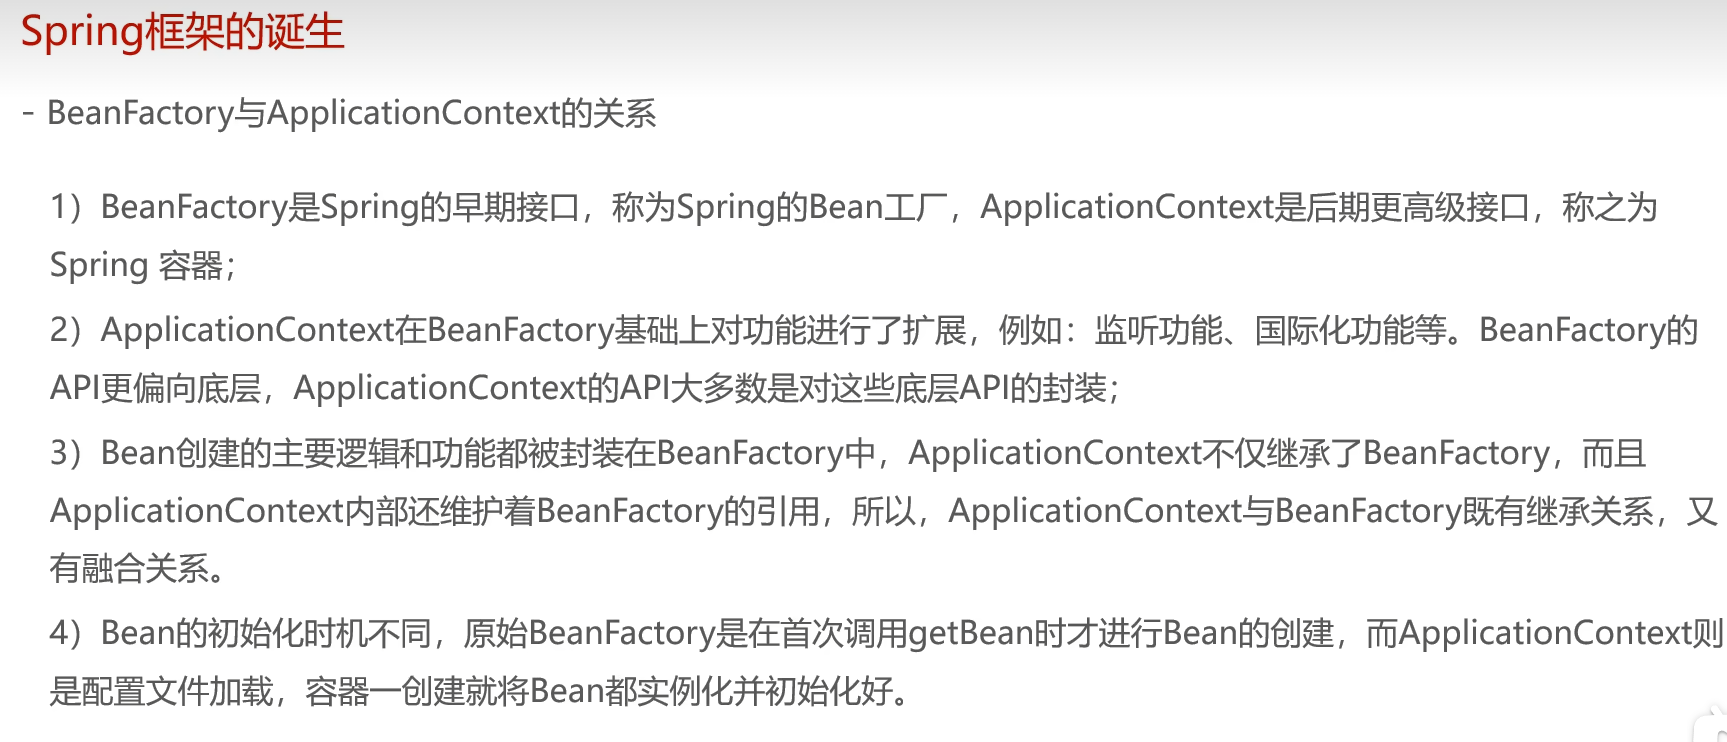 Spring框架的诞生
- BeanFactory与ApplicationContext的关系
1）BeanFactory是Spring的早期接口，称为Spring的Bean工厂，ApplicationContext是后期更高级接口，称之为
Spring 容器；
2）ApplicationContext在BeanFactory基础上对功能进行了扩展，例如：监听功能、国际化功能等。BeanFactory的
API更偏向底层，ApplicationContext的API大多数是对这些底层API的封装；
3）Bean创建的主要逻辑和功能都被封装在BeanFactory中，ApplicationContext不仅继承了BeanFactory，而且
ApplicationContext内部还维护着BeanFactory的引用，所以，ApplicationContext与BeanFactory既有继承关系，又
有融合关系。
4）Bean的初始化时机不同，原始BeanFactory是在首次调用getBean时才进行Bean的创建，而ApplicationContext则
是配置文件加载，容器一创建就将Bean都实例化并初始化好。